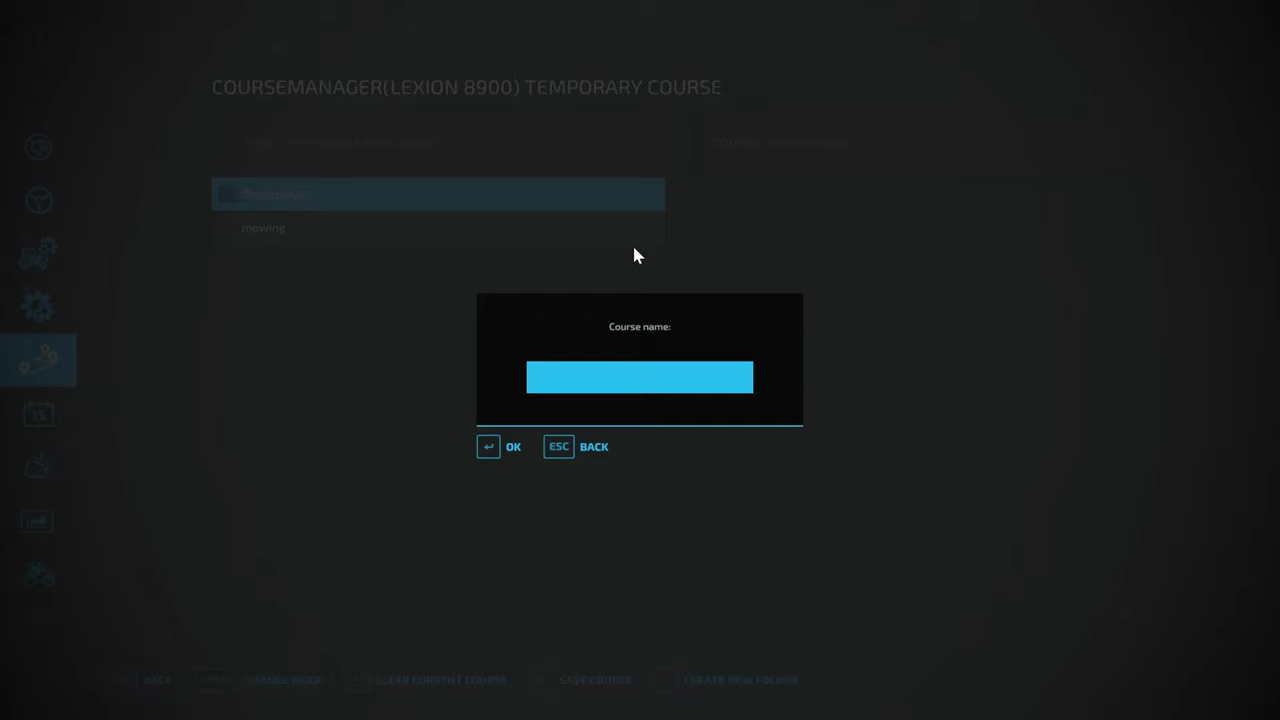 COURSEMANAGER(LEXION 8900) TEMPORARY COURSE
mowing
15
Course name:
↵ OK ESC BACK
BACK CHANGE MODE CLEAR CURRENT COURSE SAVE COURSE CREATE NEW FOLDER